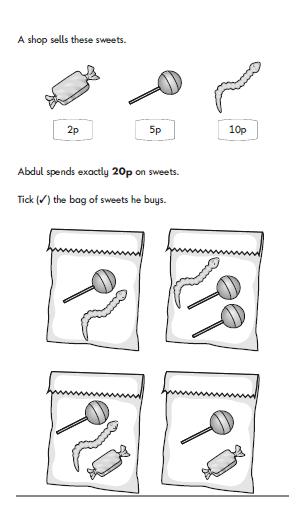 A shop sells these sweets.
2p 5p 10p
Abdul spends exactly 20p on sweets.
Tick (✓) the bag of sweets he buys.